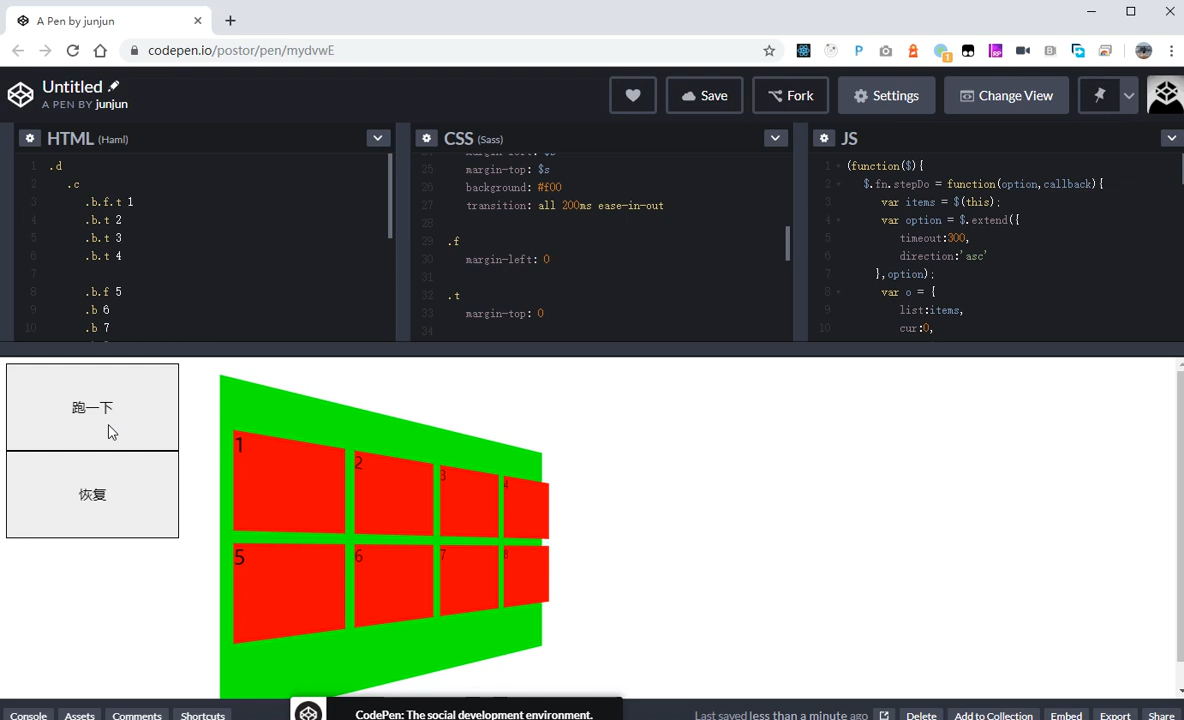 A Pen by junjun
codepen.io/postor/pen/mydvwE
Untitled
A PEN BY junjun
Save
Fork
Settings
Change View
HTML (Haml)
1 .d
2 .c
3 .b.f.t 1
4 .b.t 2
5 .b.t 3
6 .b.t 4
7
8 .b.f 5
9 .b 6
10 .b 7
CSS (Sass)
25 margin-top: $s
26 background: #f00
27 transition: all 200ms ease-in-out
28
29 .f
30 margin-left: 0
31
32 .t
33 margin-top: 0
34
JS
1 (function($){
2 $.fn.stepDo = function(option,callback){
3 var items = $(this);
4 var option = $.extend({
5 timeout:300,
6 direction:'asc'
7 },option);
8 var o = {
9 list:items,
10 cur:0,
跑一下
恢复
1
2
3
4
5
6
7
8
Console
Assets
Comments
Shortcuts
CodePen: The social development environment.
Last saved less than a minute ago
Delete
Add to Collection
Embed
Export
Share